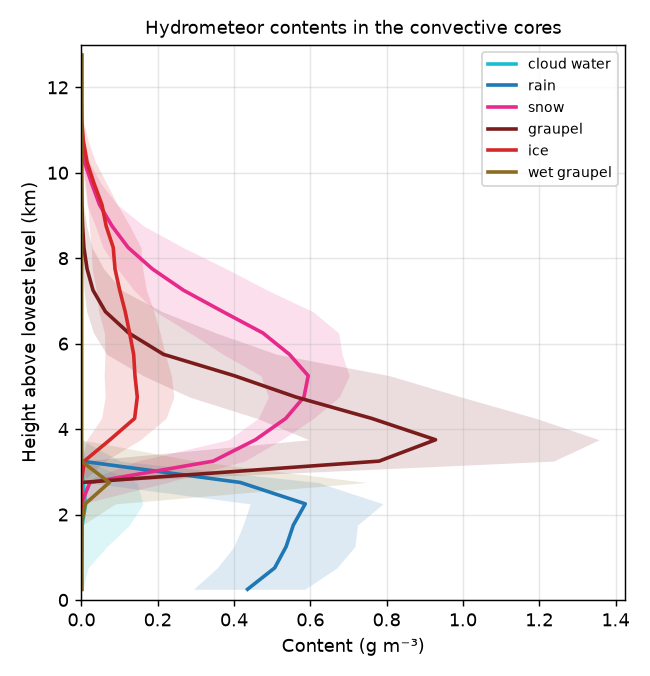 Hydrometeor contents in the convective cores
Height above lowest level (km)
12
10
8
6
4
2
0
0.0 0.2 0.4 0.6 0.8 1.0 1.2 1.4
Content (g m⁻³)
cloud water
rain
snow
graupel
ice
wet graupel